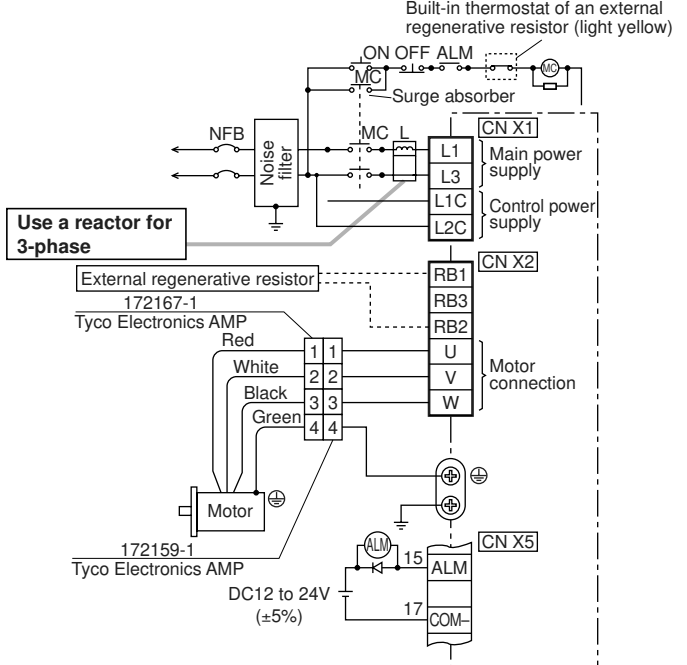 Built-in thermostat of an external
regenerative resistor (light yellow)
ON OFF ALM
MC
MC
Surge absorber
NFB
Noise
filter
MC L
CN X1
L1
L3
L1C
L2C
Main power
supply
Control power
supply
Use a reactor for
3-phase
CN X2
External regenerative resistor
RB1
RB3
RB2
U
V
W
Motor
connection
172167-1
Tyco Electronics AMP
Red
White
Black
Green
1 1
2 2
3 3
4 4
Motor
172159-1
Tyco Electronics AMP
CN X5
ALM
15
ALM
DC12 to 24V
(±5%)
17
COM–